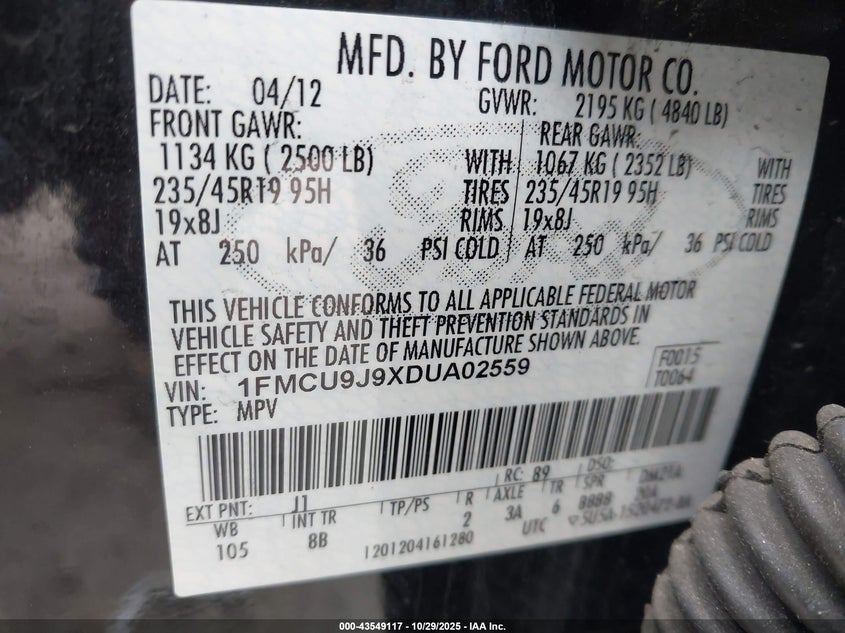 MFD. BY FORD MOTOR CO.
DATE: 04/12 GVWR: 2195 KG ( 4840 LB)
FRONT GAWR: REAR GAWR:
1134 KG ( 2500 LB) WITH 1067 KG ( 2352 LB) WITH
235/45R19 95H TIRES 235/45R19 95H TIRES
19x8J RIMS 19x8J RIMS
AT 250 kPa/ 36 PSI COLD AT 250 kPa/ 36 PSI COLD
THIS VEHICLE CONFORMS TO ALL APPLICABLE FEDERAL MOTOR
VEHICLE SAFETY AND THEFT PREVENTION STANDARDS IN
EFFECT ON THE DATE OF MANUFACTURE SHOWN ABOVE.
VIN: 1FMCU9J9XDUA02559 F0015
TYPE: MPV T0064
EXT PNT: J1 RC: 89 DSO:
WB INT TR TP/PS R AXLE TR SPR
105 8B 2 3A 6 8888
1201204161280 UTC
000-43549117 - 10/29/2025 - IAA Inc.